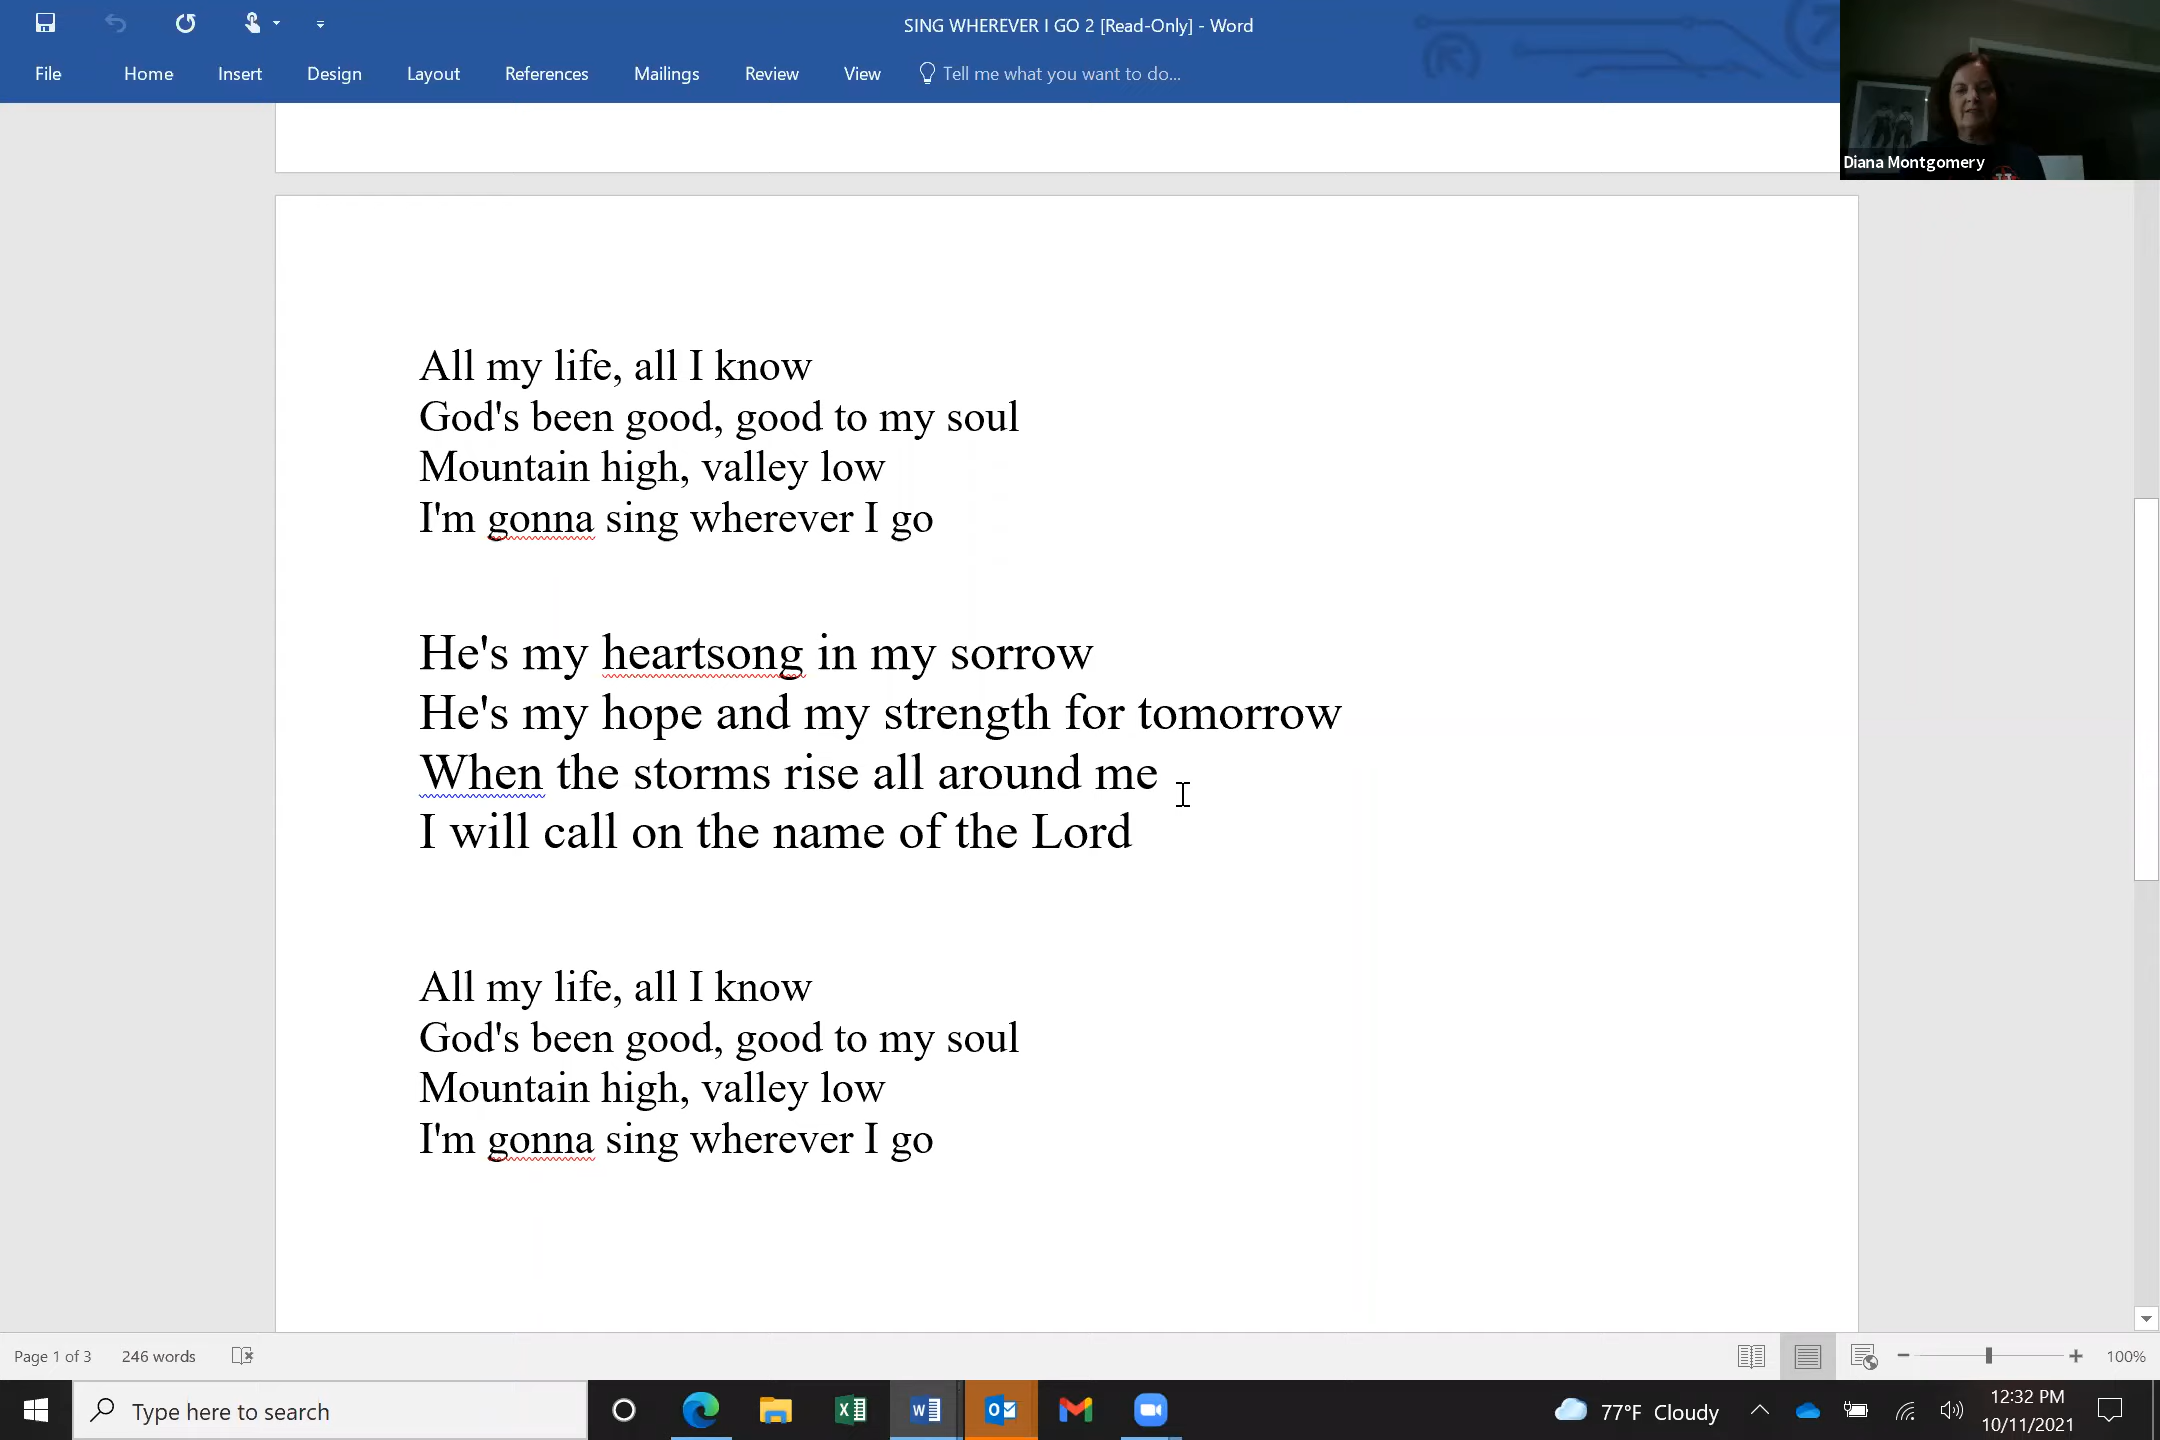 SING WHEREVER I GO 2 [Read-Only] - Word
File Home Insert Design Layout References Mailings Review View Tell me what you want to do...
Diana Montgomery
All my life, all I know
God's been good, good to my soul
Mountain high, valley low
I'm gonna sing wherever I go
He's my heartsong in my sorrow
He's my hope and my strength for tomorrow
When the storms rise all around me
I will call on the name of the Lord
All my life, all I know
God's been good, good to my soul
Mountain high, valley low
I'm gonna sing wherever I go
Page 1 of 3 246 words 100%
Type here to search 77°F Cloudy 12:32 PM
10/11/2021